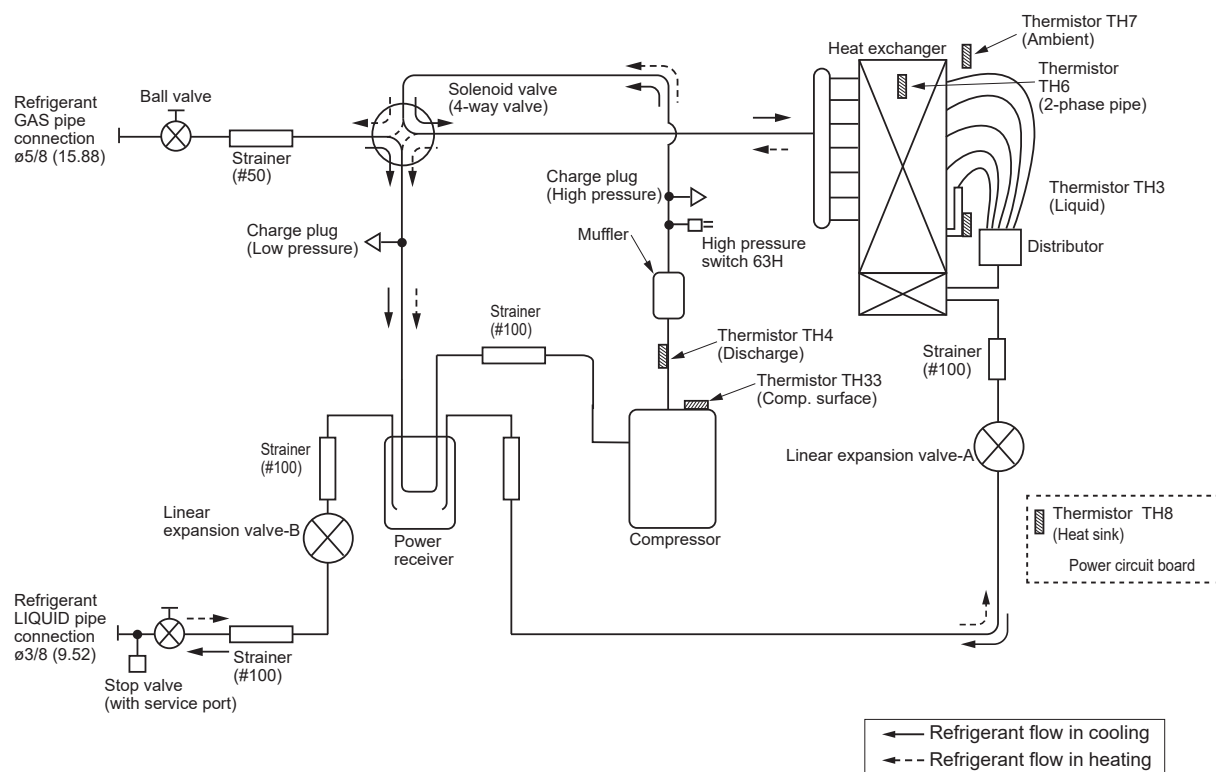 Thermistor TH7
(Ambient)
Heat exchanger
Thermistor
TH6
(2-phase pipe)
Solenoid valve
(4-way valve)
Ball valve
Refrigerant
GAS pipe
connection
ø5/8 (15.88)
Strainer
(#50)
Charge plug
(High pressure)
Thermistor TH3
(Liquid)
Charge plug
(Low pressure)
Muffler
High pressure
switch 63H
Distributor
Strainer
(#100)
Thermistor TH4
(Discharge)
Strainer
(#100)
Thermistor TH33
(Comp. surface)
Strainer
(#100)
Linear expansion valve-A
Linear
expansion valve-B
Power
receiver
Compressor
Thermistor TH8
(Heat sink)
Power circuit board
Refrigerant
LIQUID pipe
connection
ø3/8 (9.52)
Strainer
(#100)
Stop valve
(with service port)
Refrigerant flow in cooling
Refrigerant flow in heating